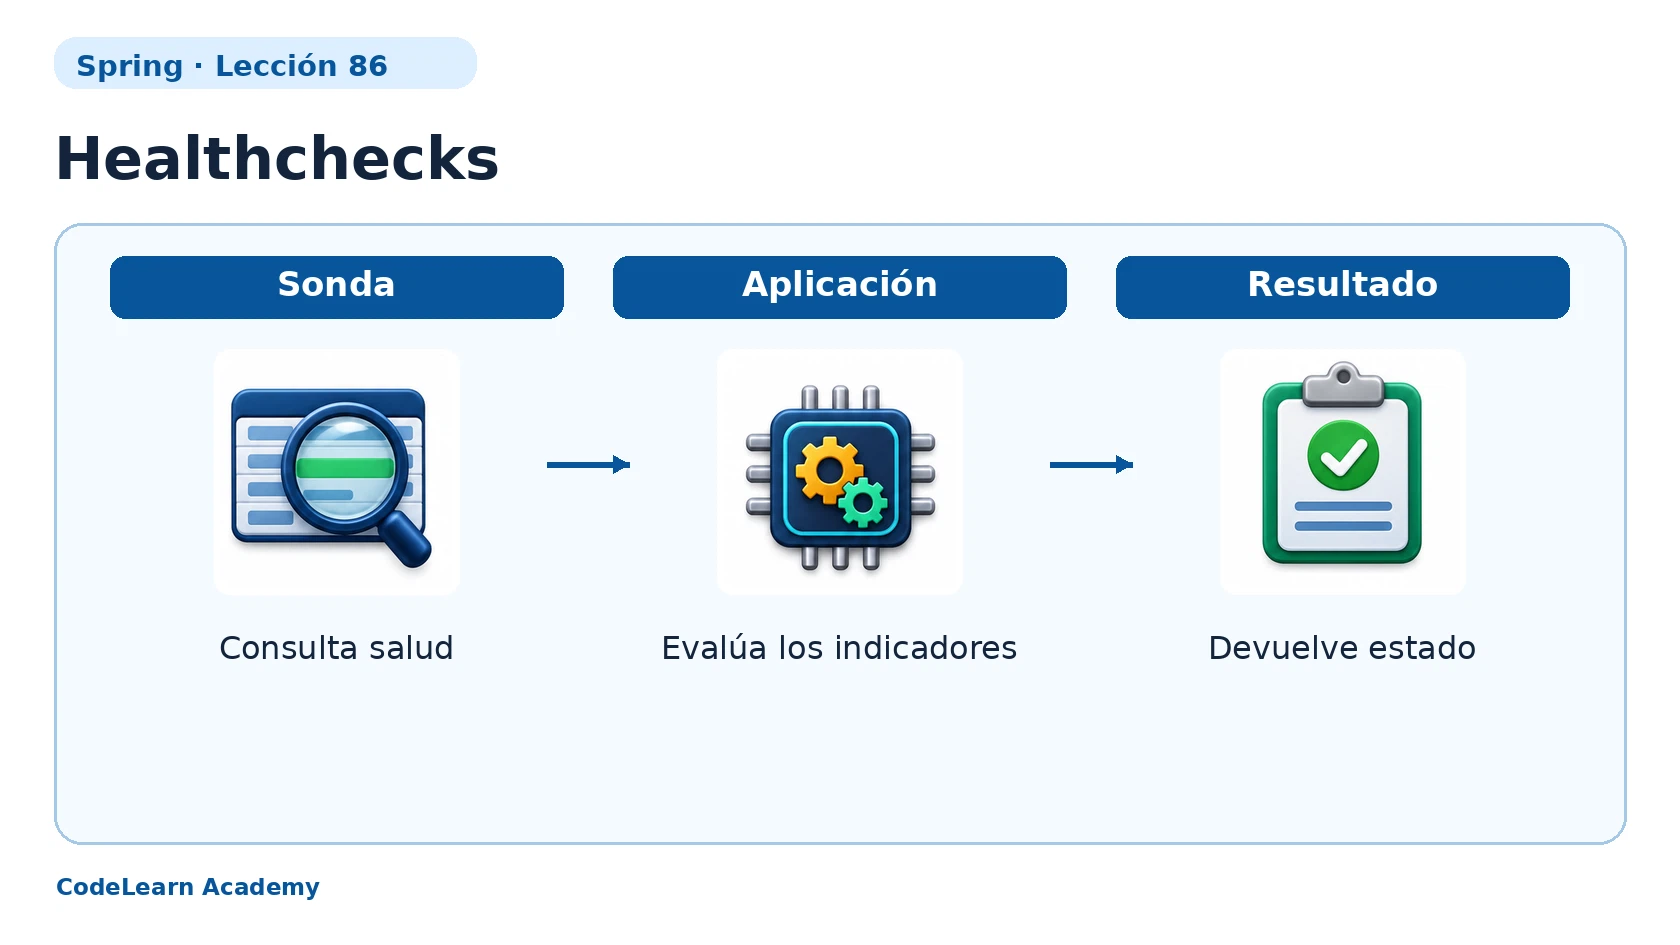 Spring · Lección 86
Healthchecks
Sonda
Aplicación
Resultado
Consulta salud
Evalúa los indicadores
Devuelve estado
CodeLearn Academy